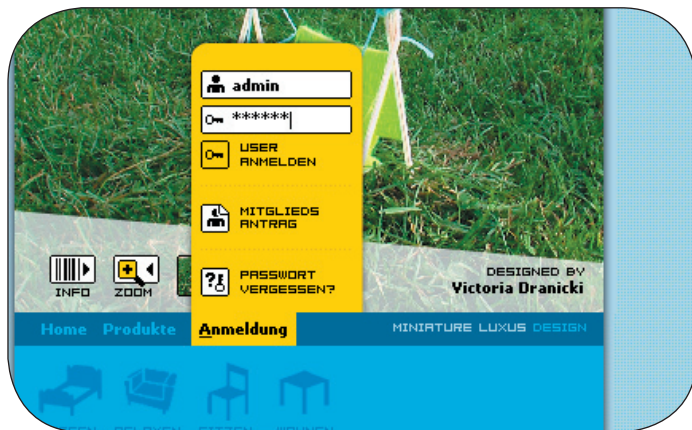 admin
******
USER
ANMELDEN
MITGLIEDS
ANTRAG
PASSWORT
VERGESSEN?
INFO
ZOOM
DESIGNED BY
Victoria Dranicki
Home Produkte Anmeldung
MINIATURE LUXUS DESIGN